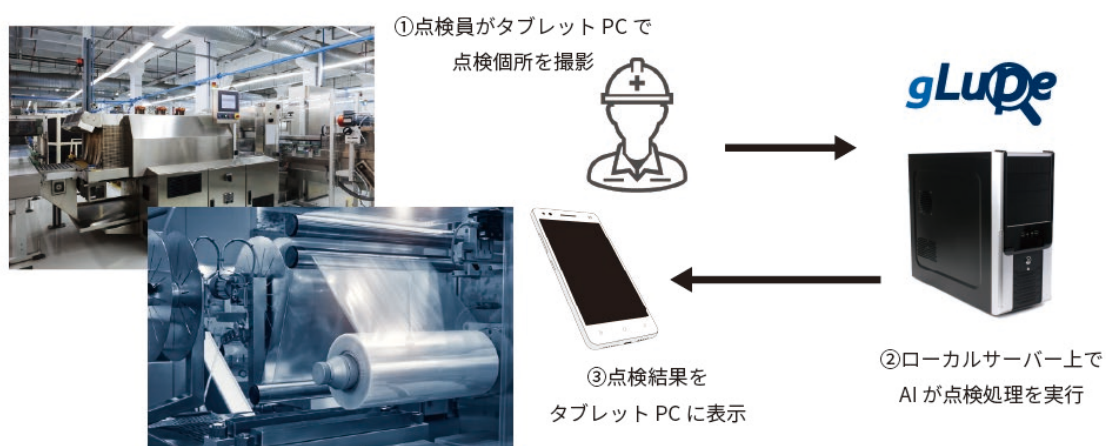 ①点検員がタブレット PC で
点検個所を撮影
gLupe
②ローカルサーバー上で
AI が点検処理を実行
③点検結果を
タブレット PC に表示